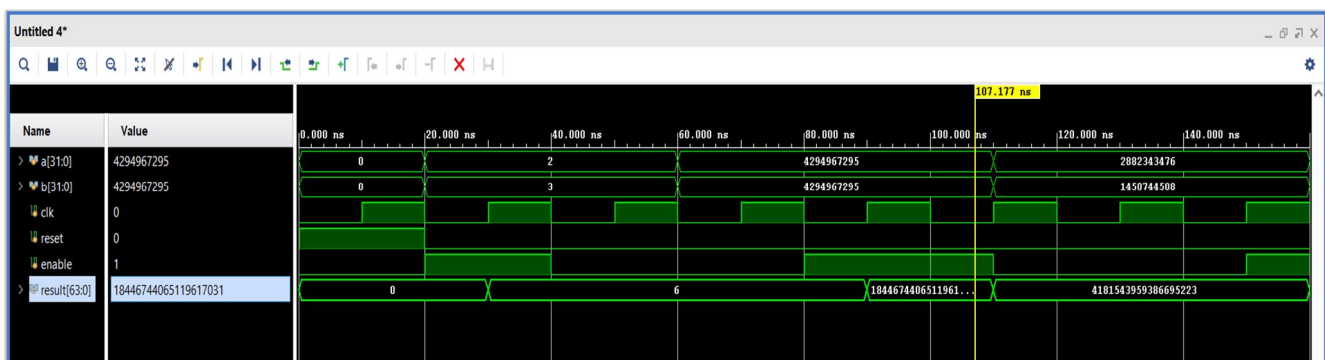 Untitled 4*
107.177 ns
Name Value
0.000 ns 20.000 ns 40.000 ns 60.000 ns 80.000 ns 100.000 ns 120.000 ns 140.000 ns
a[31:0] 4294967295 0 2 4294967295 2882343476
b[31:0] 4294967295 0 3 4294967295 1450744508
clk 0
reset 0
enable 1
result[63:0] 18446744065119617031 0 6 1844674406511961... 4181543959386695223